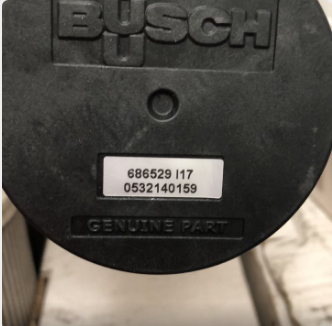 BUSCH
686529 I17
0532140159
GENUINE PART